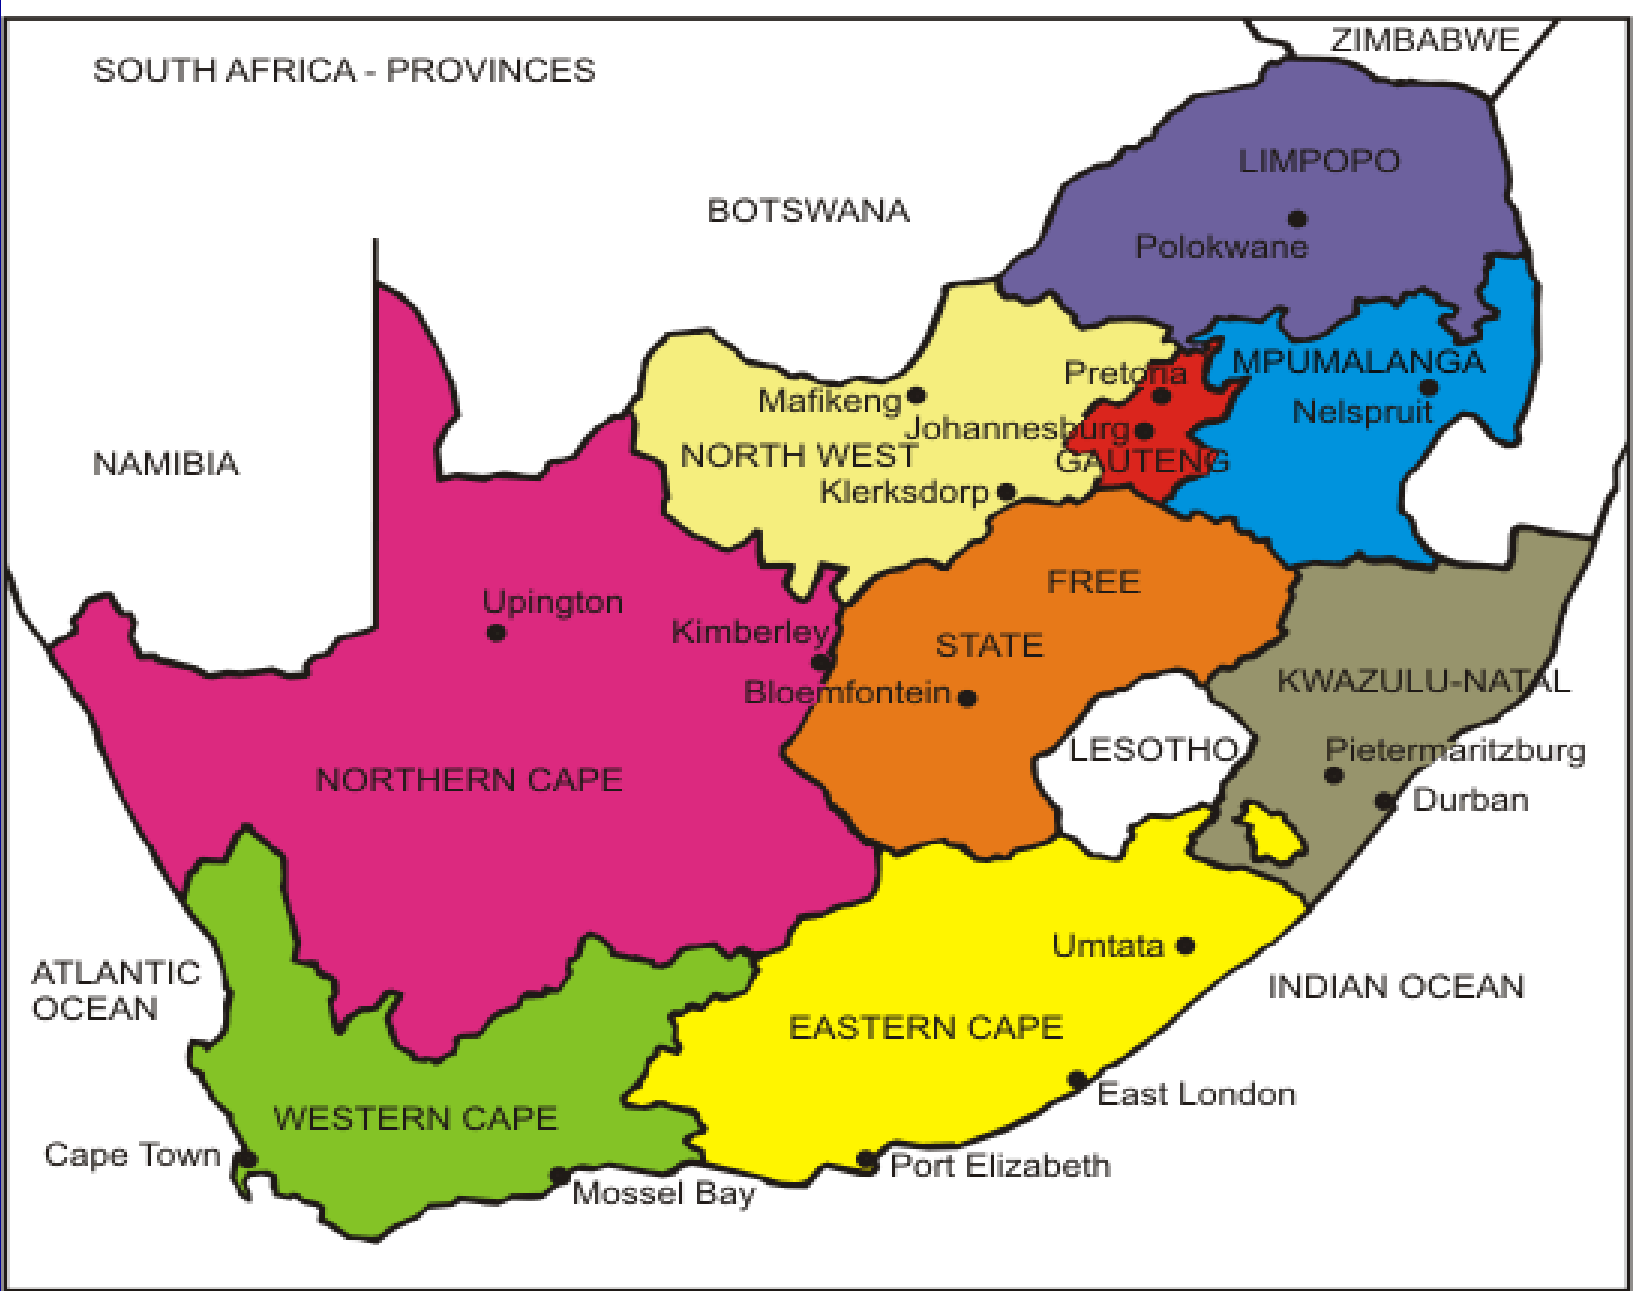 ZIMBABWE
SOUTH AFRICA - PROVINCES
LIMPOPO
BOTSWANA
Polokwane
MPUMALANGA
Pretoria
Mafikeng
Nelspruit
Johannesburg
NORTH WEST
GAUTENG
NAMIBIA
Klerksdorp
FREE
Upington
Kimberley
STATE
KWAZULU-NATAL
Bloemfontein
LESOTHO
Pietermaritzburg
NORTHERN CAPE
Durban
Umtata
ATLANTIC
OCEAN
INDIAN OCEAN
EASTERN CAPE
East London
WESTERN CAPE
Cape Town
Port Elizabeth
Mossel Bay